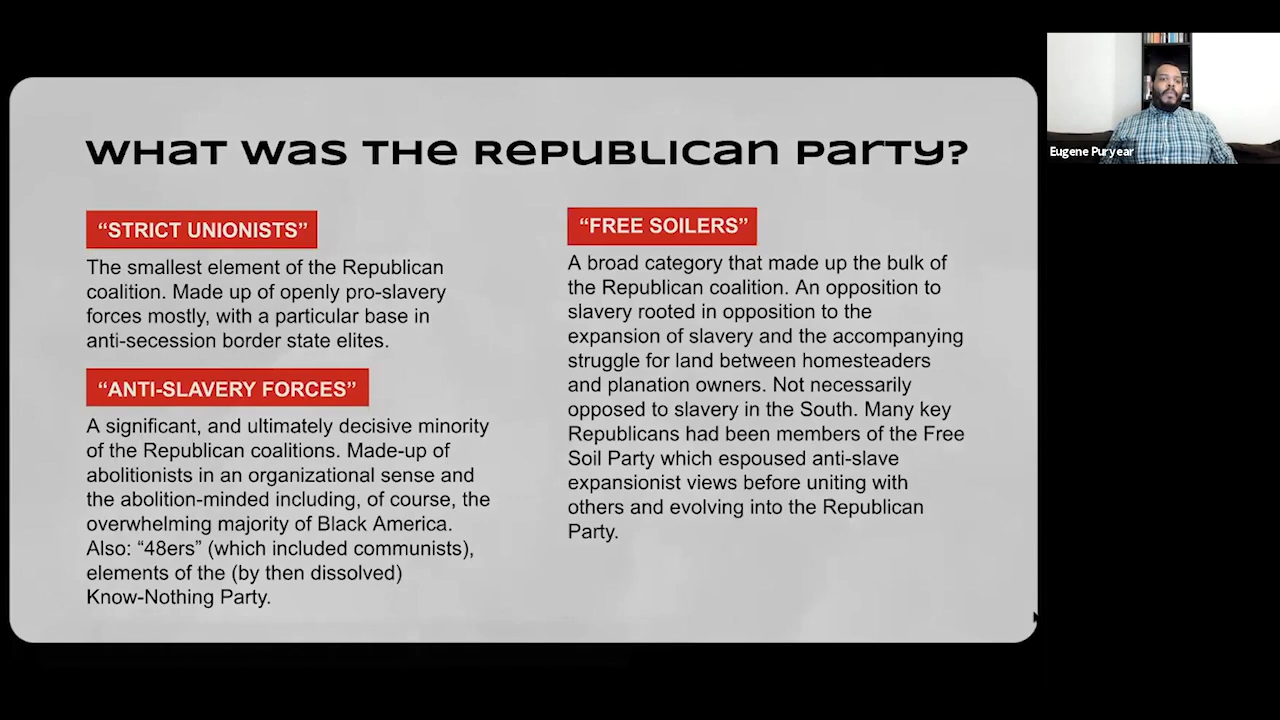 WHAT WAS THE REPUBLICAN PARTY?
“STRICT UNIONISTS”
The smallest element of the Republican
coalition. Made up of openly pro-slavery
forces mostly, with a particular base in
anti-secession border state elites.
“ANTI-SLAVERY FORCES”
A significant, and ultimately decisive minority
of the Republican coalitions. Made-up of
abolitionists in an organizational sense and
the abolition-minded including, of course, the
overwhelming majority of Black America.
Also: “48ers” (which included communists),
elements of the (by then dissolved)
Know-Nothing Party.
“FREE SOILERS”
A broad category that made up the bulk of
the Republican coalition. An opposition to
slavery rooted in opposition to the
expansion of slavery and the accompanying
struggle for land between homesteaders
and planation owners. Not necessarily
opposed to slavery in the South. Many key
Republicans had been members of the Free
Soil Party which espoused anti-slave
expansionist views before uniting with
others and evolving into the Republican
Party.
Eugene Puryear